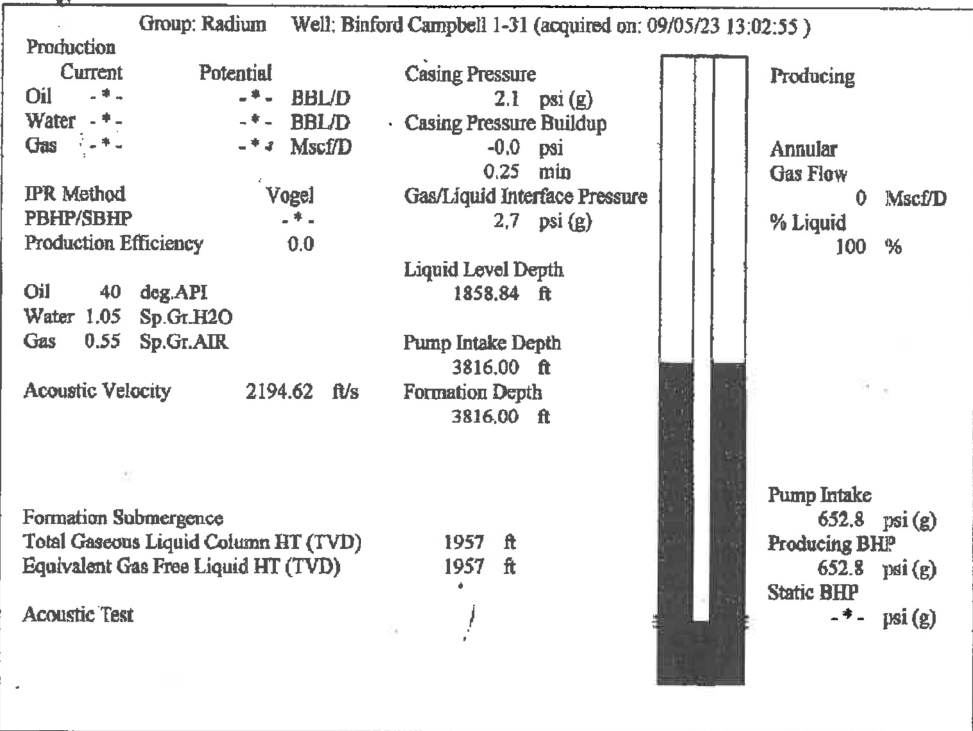 Group: Radium Well: Binford Campbell 1-31 (acquired on: 09/05/23 13:02:55 )
Production
Current Potential
Oil -*- -*- BBL/D
Water -*- -*- BBL/D
Gas -*- -*- Mscf/D
IPR Method Vogel
PBHP/SBHP -*-
Production Efficiency 0.0
Oil 40 deg.API
Water 1.05 Sp.Gr.H2O
Gas 0.55 Sp.Gr.AIR
Acoustic Velocity 2194.62 ft/s
Formation Submergence
Total Gaseous Liquid Column HT (TVD) 1957 ft
Equivalent Gas Free Liquid HT (TVD) 1957 ft
Acoustic Test
Casing Pressure
2.1 psi (g)
Casing Pressure Buildup
-0.0 psi
0.25 min
Gas/Liquid Interface Pressure
2.7 psi (g)
Liquid Level Depth
1858.84 ft
Pump Intake Depth
3816.00 ft
Formation Depth
3816.00 ft
Producing
Annular
Gas Flow
0 Mscf/D
% Liquid
100 %
Pump Intake
652.8 psi (g)
Producing BHP
652.8 psi (g)
Static BHP
-*- psi (g)